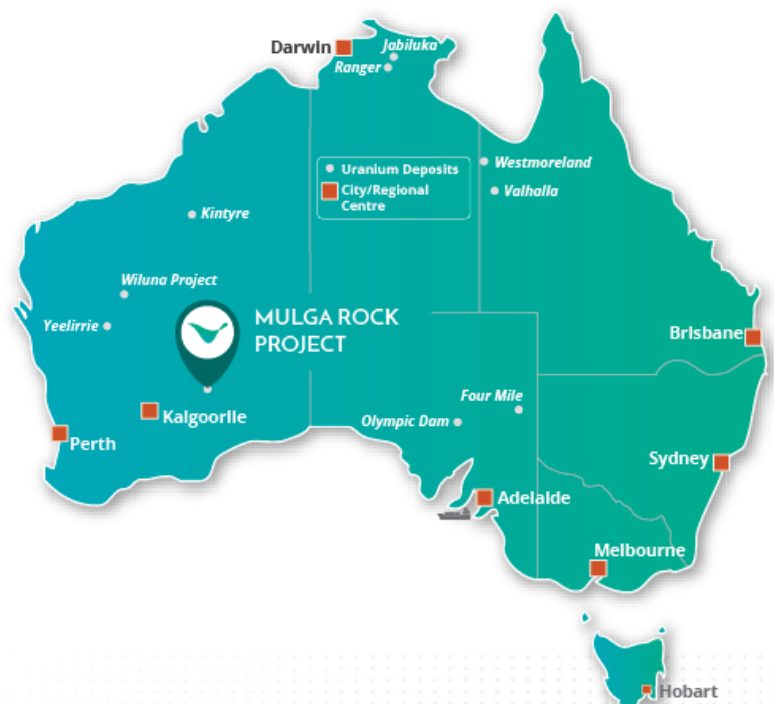 Darwin
Jabiluka
Ranger
Uranium Deposits
City/Regional
Centre
Westmoreland
Valhalla
Kintyre
Wiluna Project
Yeelirrie
MULGA ROCK
PROJECT
Brisbane
Kalgoorlie
Perth
Four Mile
Olympic Dam
Sydney
Adelaide
Melbourne
Hobart